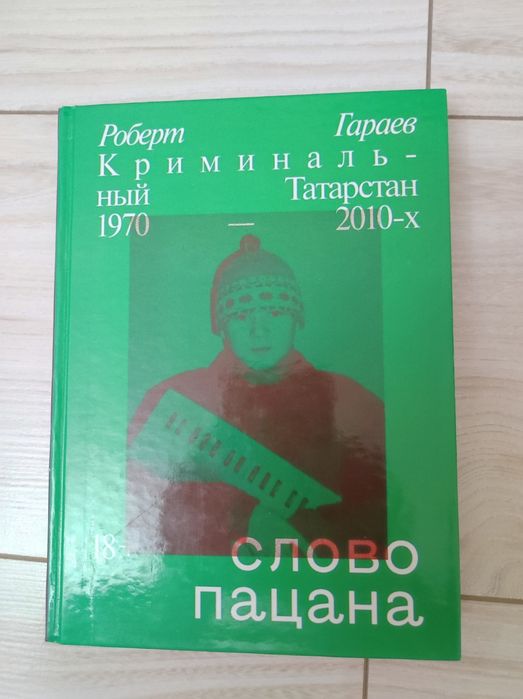 Роберт Гараев
Криминаль-
ный Татарстан
1970 — 2010-х
18+
слово
пацана